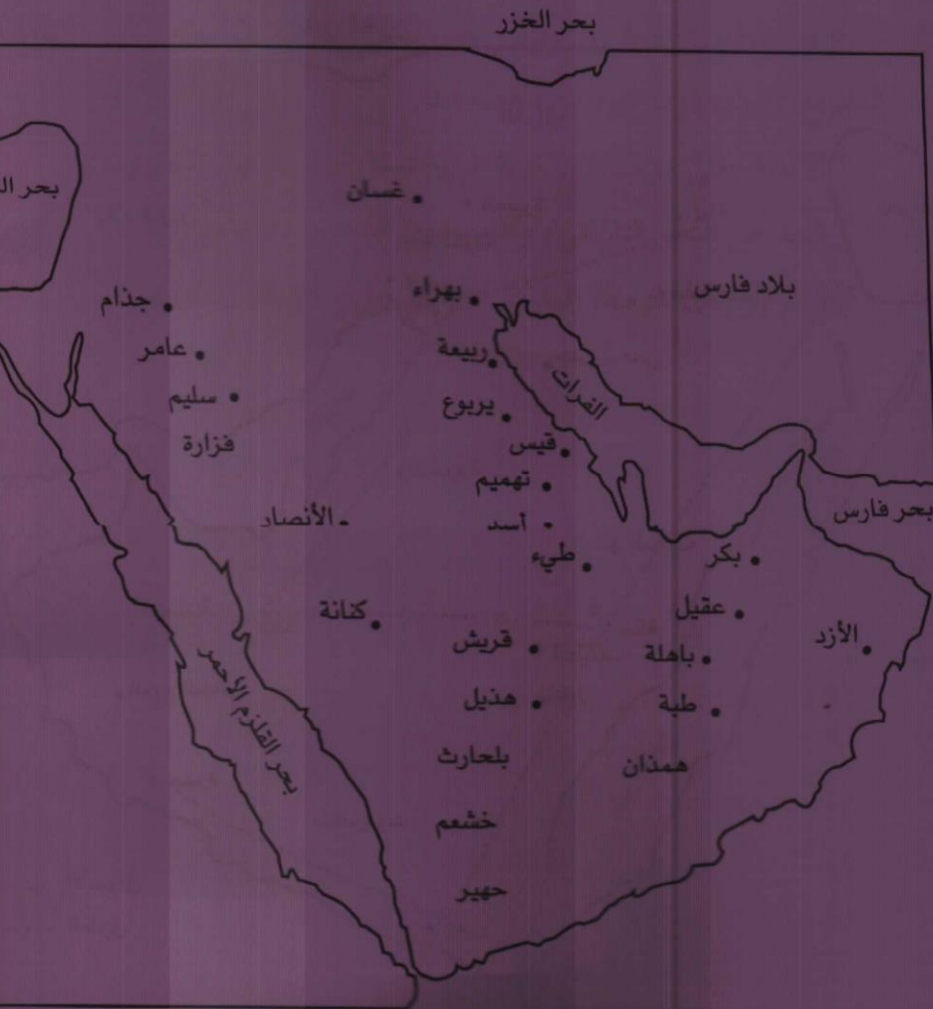 بحر الخزر
بحر ال
غسان
بلاد فارس
بهراء
جذام
ربيعة
عامر
الفرات
سليم
يربوع
فزارة
قيس
تهميم
بحر فارس
الأنصار
أسد
طيء
بكر
كنانة
عقيل
الأزد
قريش
باهلة
هذيل
طبة
بحر القلزم الأحمر
بلحارث
همذان
خشعم
حهير